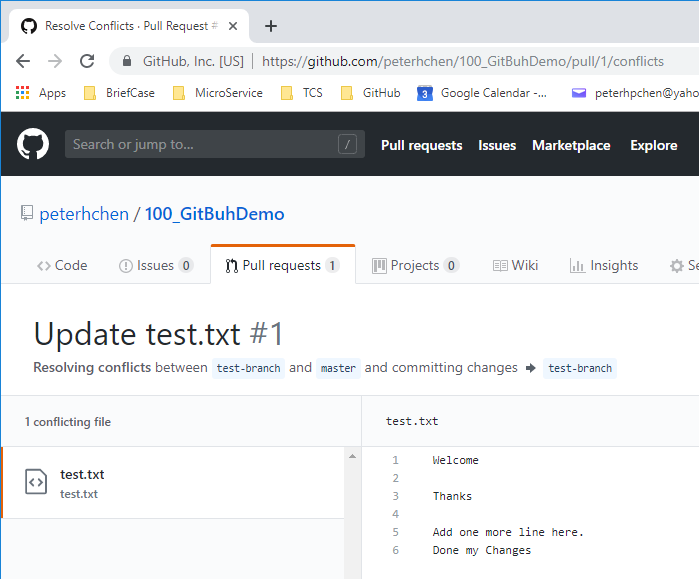 Resolve Conflicts · Pull Request #
GitHub, Inc. [US] | https://github.com/peterhchen/100_GitBuhDemo/pull/1/conflicts
Apps BriefCase MicroService TCS GitHub 3 Google Calendar -... peterhpchen@yaho
Search or jump to... / Pull requests Issues Marketplace Explore
peterhchen / 100_GitBuhDemo
Code Issues 0 Pull requests 1 Projects 0 Wiki Insights Se
Update test.txt #1
Resolving conflicts between test-branch and master and committing changes → test-branch
1 conflicting file
test.txt
test.txt
test.txt
1 Welcome
2
3 Thanks
4
5 Add one more line here.
6 Done my Changes